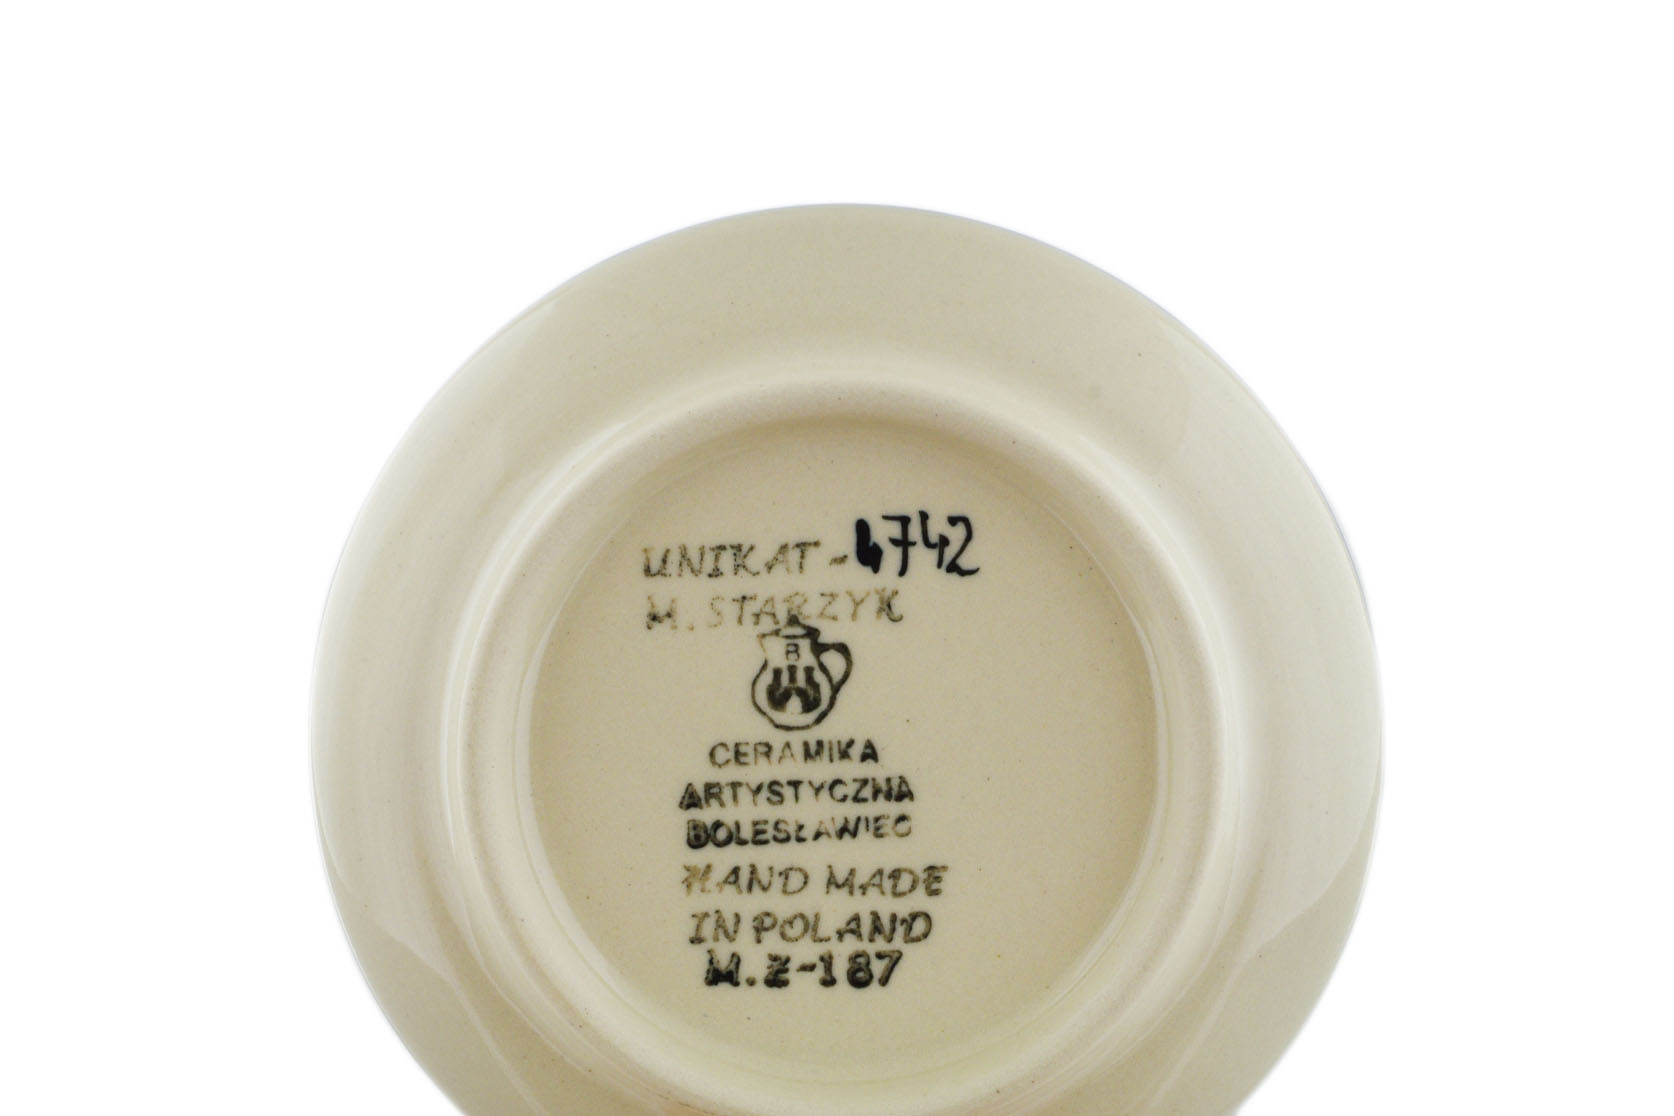 UNIKAT-4742
M. STARZYK
B
CERAMIKA
ARTYSTYCZNA
BOLESŁAWIEC
HAND MADE
IN POLAND
M.Z-187